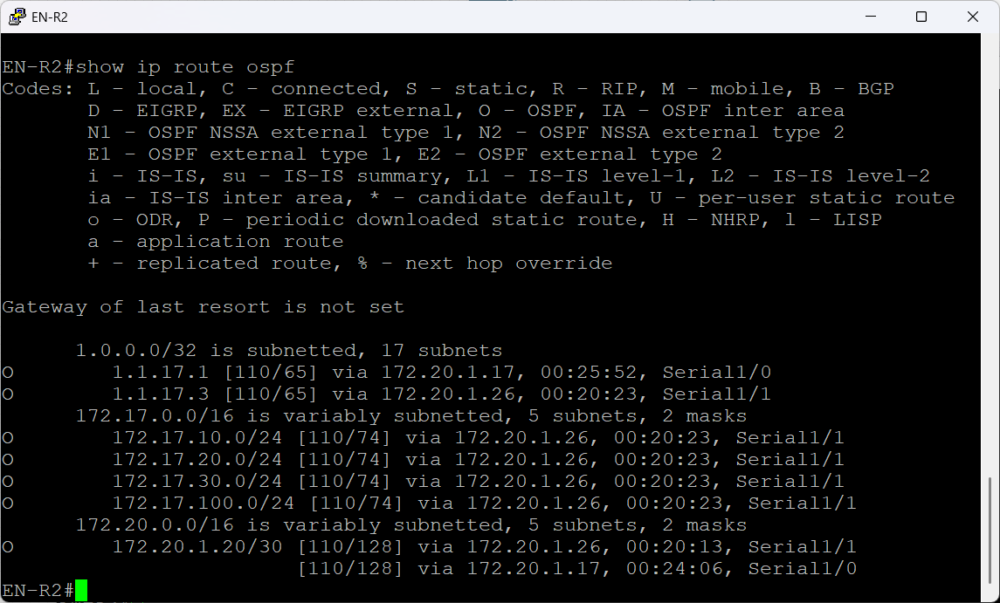 EN-R2
EN-R2#show ip route ospf
Codes: L - local, C - connected, S - static, R - RIP, M - mobile, B - BGP
D - EIGRP, EX - EIGRP external, O - OSPF, IA - OSPF inter area
N1 - OSPF NSSA external type 1, N2 - OSPF NSSA external type 2
E1 - OSPF external type 1, E2 - OSPF external type 2
i - IS-IS, su - IS-IS summary, L1 - IS-IS level-1, L2 - IS-IS level-2
ia - IS-IS inter area, * - candidate default, U - per-user static route
o - ODR, P - periodic downloaded static route, H - NHRP, l - LISP
a - application route
+ - replicated route, % - next hop override
Gateway of last resort is not set
1.0.0.0/32 is subnetted, 17 subnets
O 1.1.17.1 [110/65] via 172.20.1.17, 00:25:52, Serial1/0
O 1.1.17.3 [110/65] via 172.20.1.26, 00:20:23, Serial1/1
172.17.0.0/16 is variably subnetted, 5 subnets, 2 masks
O 172.17.10.0/24 [110/74] via 172.20.1.26, 00:20:23, Serial1/1
O 172.17.20.0/24 [110/74] via 172.20.1.26, 00:20:23, Serial1/1
O 172.17.30.0/24 [110/74] via 172.20.1.26, 00:20:23, Serial1/1
O 172.17.100.0/24 [110/74] via 172.20.1.26, 00:20:23, Serial1/1
172.20.0.0/16 is variably subnetted, 5 subnets, 2 masks
O 172.20.1.20/30 [110/128] via 172.20.1.26, 00:20:13, Serial1/1
[110/128] via 172.20.1.17, 00:24:06, Serial1/0
EN-R2#